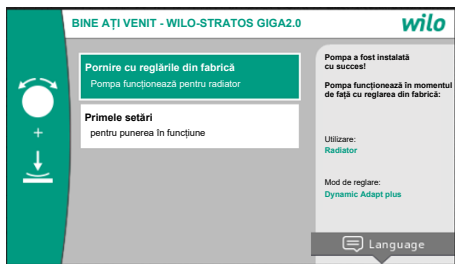 BINE AȚI VENIT - WILO-STRATOS GIGA2.0
wilo
Pornire cu reglările din fabrică
Pompa funcționează pentru radiator
Primele setări
pentru punerea în funcțiune
Pompa a fost instalată
cu succes!
Pompa funcționează în momentul
de față cu reglarea din fabrică:
Utilizare:
Radiator
Mod de reglare:
Dynamic Adapt plus
+
Language